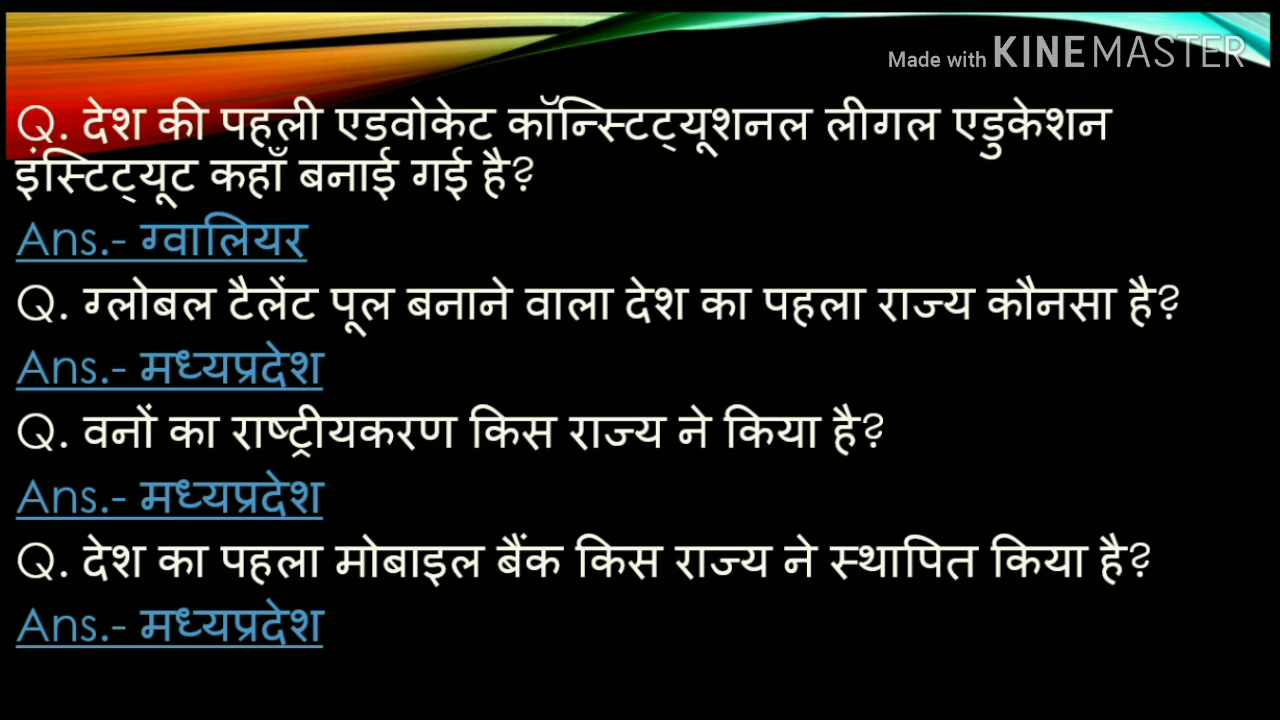 Made with KINEMASTER
Q. देश की पहली एडवोकेट कॉन्स्टिट्यूशनल लीगल एडुकेशन
इंस्टिट्यूट कहाँ बनाई गई है?
Ans.- ग्वालियर
Q. ग्लोबल टैलेंट पूल बनाने वाला देश का पहला राज्य कौनसा है?
Ans.- मध्यप्रदेश
Q. वनों का राष्ट्रीयकरण किस राज्य ने किया है?
Ans.- मध्यप्रदेश
Q. देश का पहला मोबाइल बैंक किस राज्य ने स्थापित किया है?
Ans.- मध्यप्रदेश